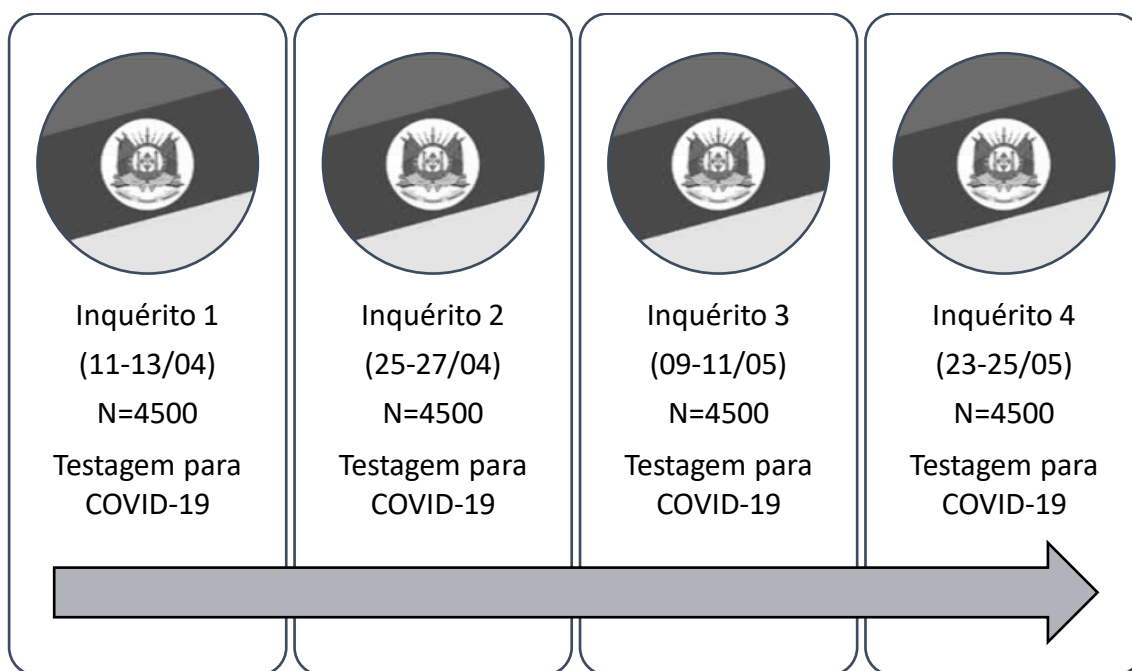 Inquérito 1
(11-13/04)
N=4500
Testagem para
COVID-19
Inquérito 2
(25-27/04)
N=4500
Testagem para
COVID-19
Inquérito 3
(09-11/05)
N=4500
Testagem para
COVID-19
Inquérito 4
(23-25/05)
N=4500
Testagem para
COVID-19